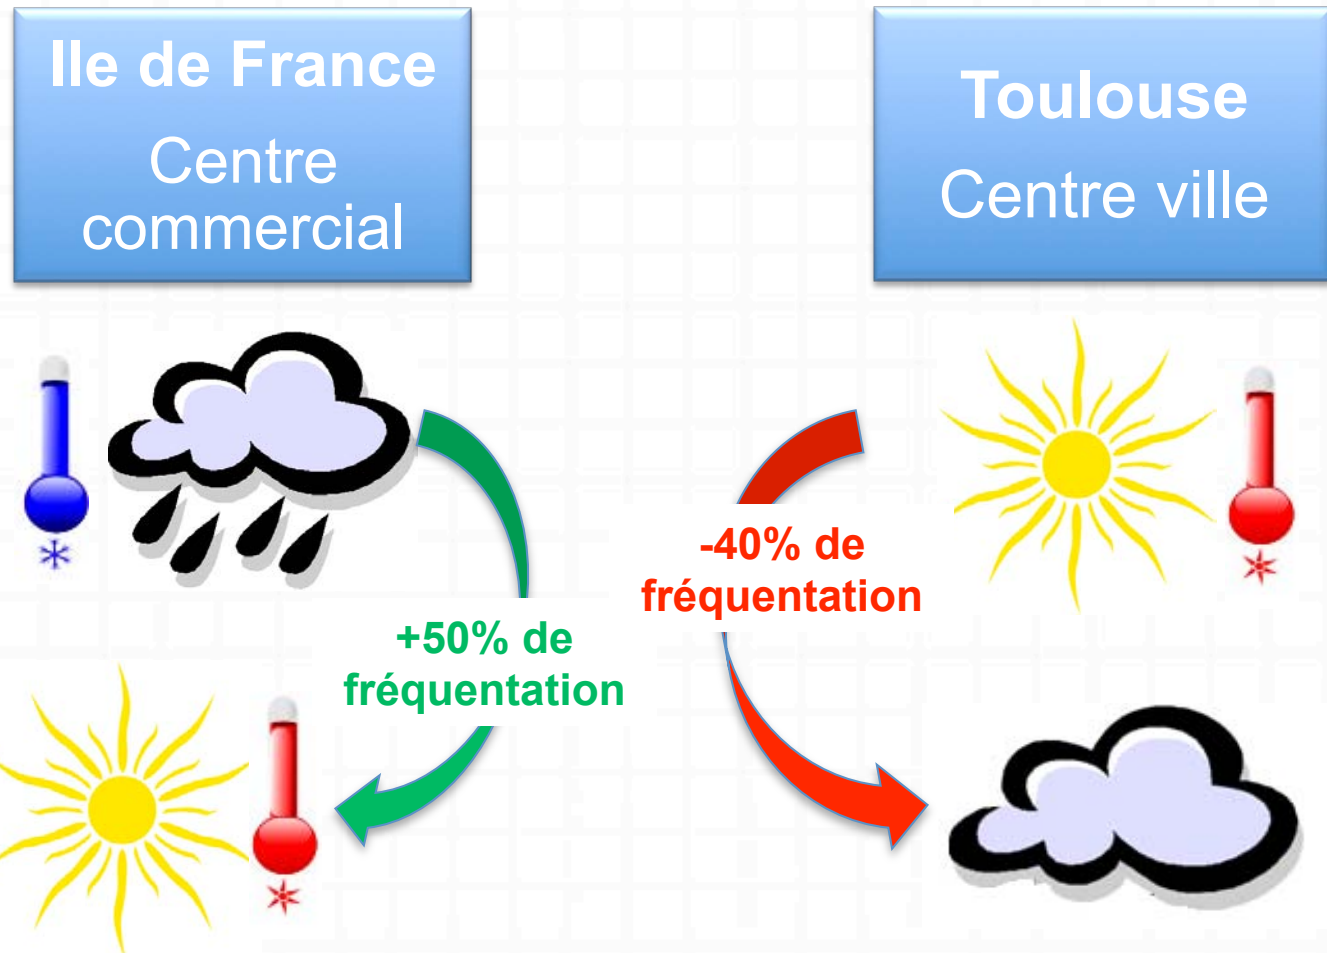 Ile de France
Centre
commercial
Toulouse
Centre ville
-40% de
fréquentation
+50% de
fréquentation